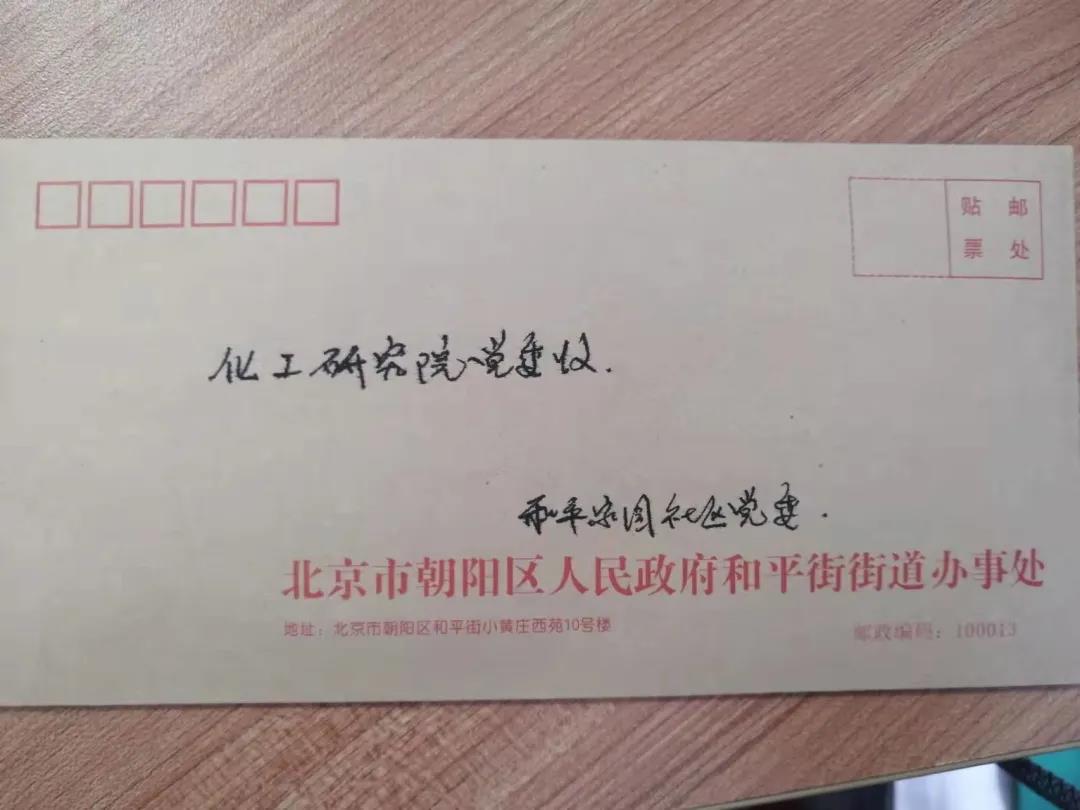 贴 邮
票 处
化工研究院党委收.
和平家园社区党委.
北京市朝阳区人民政府和平街街道办事处
地址：北京市朝阳区和平街小黄庄西苑10号楼
邮政编码：100013